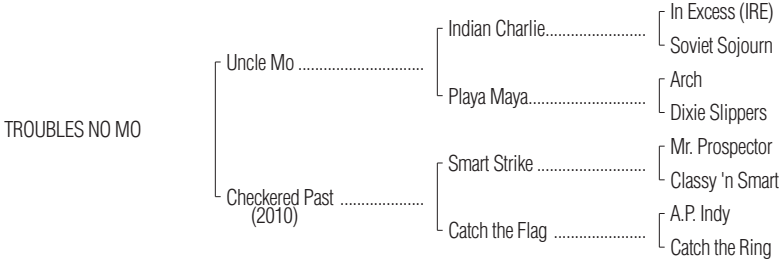 In Excess (IRE)
Indian Charlie........................
Soviet Sojourn
Uncle Mo ..............................
Arch
Playa Maya............................
Dixie Slippers
TROUBLES NO MO
Mr. Prospector
Smart Strike ..........................
Classy 'n Smart
Checkered Past ....................
(2010)
A.P. Indy
Catch the Flag ......................
Catch the Ring